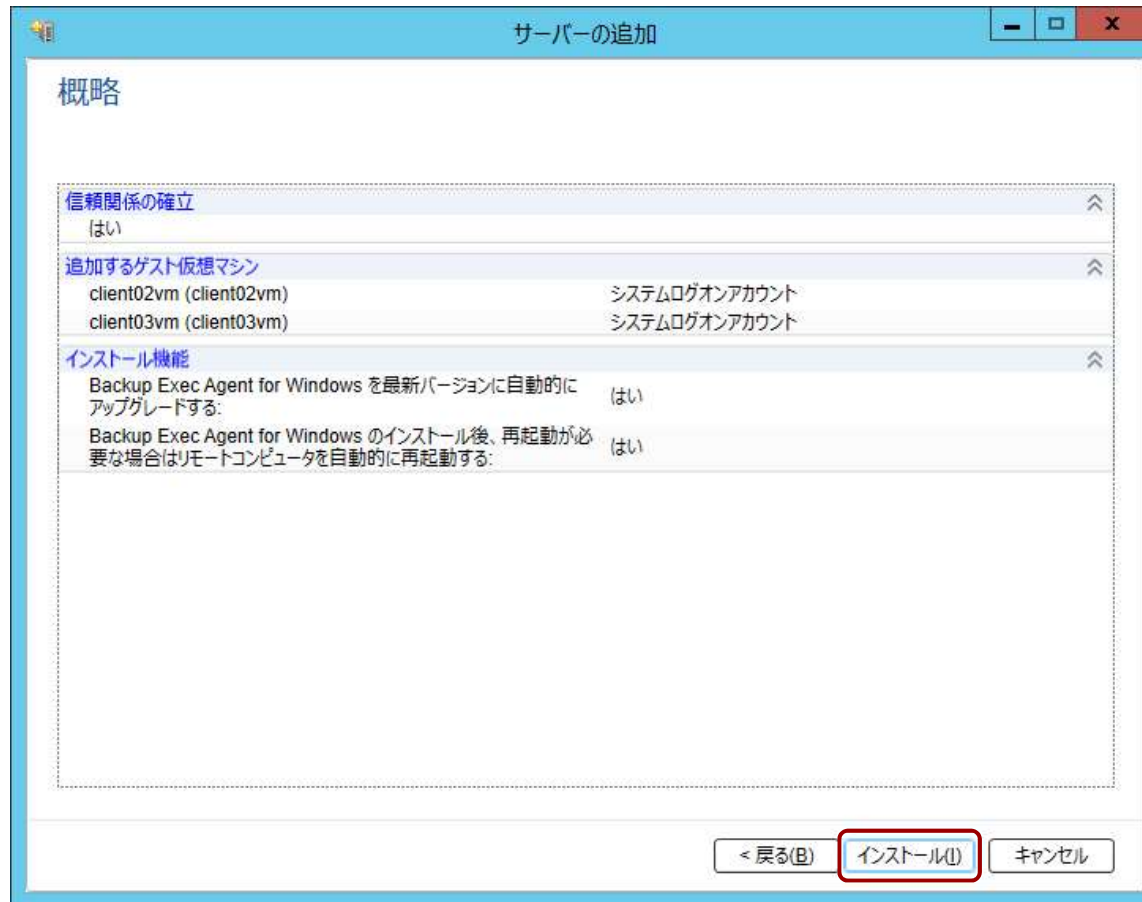 サーバーの追加
概略
信頼関係の確立
はい
追加するゲスト仮想マシン
client02vm (client02vm) システムログオンアカウント
client03vm (client03vm) システムログオンアカウント
インストール機能
Backup Exec Agent for Windows を最新バージョンに自動的に
アップグレードする: はい
Backup Exec Agent for Windows のインストール後、再起動が必
要な場合はリモートコンピュータを自動的に再起動する: はい
< 戻る(B) インストール(I) キャンセル